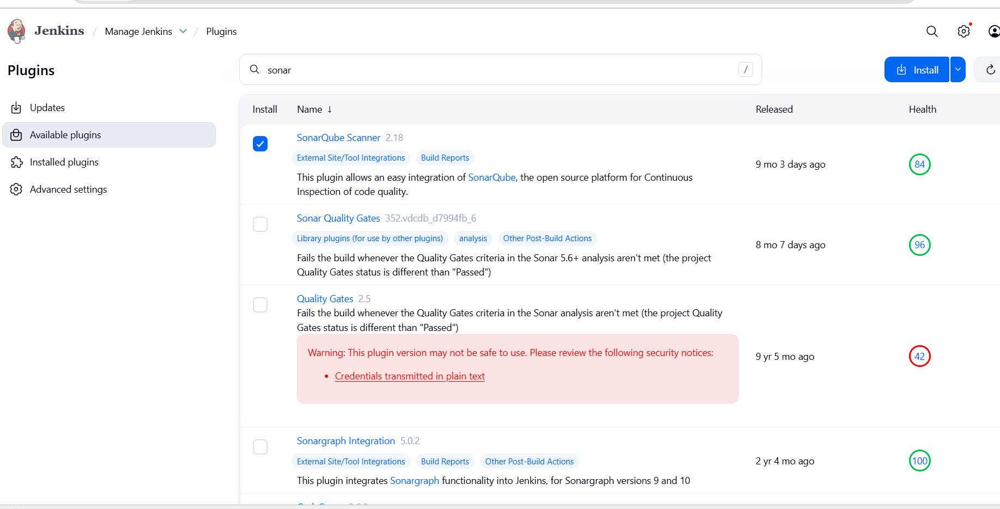 Jenkins / Manage Jenkins / Plugins
Plugins
sonar /
Install
Updates
Available plugins
Installed plugins
Advanced settings
Install Name ↓ Released Health
SonarQube Scanner 2.18
External Site/Tool Integrations Build Reports
This plugin allows an easy integration of SonarQube, the open source platform for Continuous
Inspection of code quality.
9 mo 3 days ago
84
Sonar Quality Gates 352.vdcdb_d7994fb_6
Library plugins (for use by other plugins) analysis Other Post-Build Actions
Fails the build whenever the Quality Gates criteria in the Sonar 5.6+ analysis aren't met (the project
Quality Gates status is different than "Passed")
8 mo 7 days ago
96
Quality Gates 2.5
Fails the build whenever the Quality Gates criteria in the Sonar analysis aren't met (the project Quality
Gates status is different than "Passed")
Warning: This plugin version may not be safe to use. Please review the following security notices:
• Credentials transmitted in plain text
9 yr 5 mo ago
42
Sonargraph Integration 5.0.2
External Site/Tool Integrations Build Reports Other Post-Build Actions
This plugin integrates Sonargraph functionality into Jenkins, for Sonargraph versions 9 and 10
2 yr 4 mo ago
100